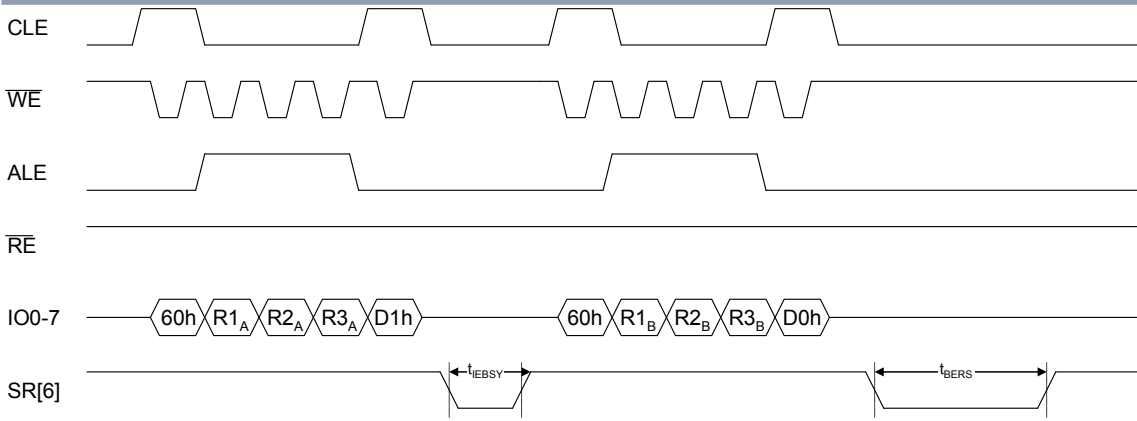 CLE
WE
ALE
RE
IO0-7 60h R1A R2A R3A D1h 60h R1B R2B R3B D0h
SR[6] tIEBSY tBERS